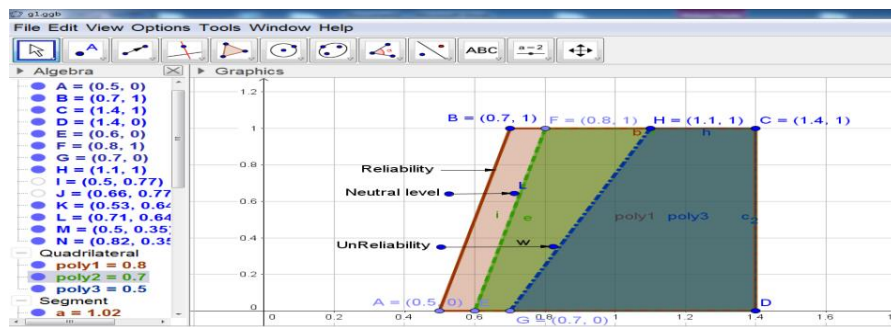 g1.ggb
File Edit View Options Tools Window Help
A ABC a=2
Algebra
Graphics
A = (0.5, 0)
B = (0.7, 1)
C = (1.4, 1)
D = (1.4, 0)
E = (0.6, 0)
F = (0.8, 1)
G = (0.7, 0)
H = (1.1, 1)
I = (0.5, 0.77)
J = (0.66, 0.77
K = (0.53, 0.64
L = (0.71, 0.64
M = (0.5, 0.35)
N = (0.82, 0.35
Quadrilateral
poly1 = 0.8
poly2 = 0.7
poly3 = 0.5
Segment
a = 1.02
1.2
B = (0.7, 1) F = (0.8, 1) H = (1.1, 1) C = (1.4, 1)
1
b h
0.8
Reliability
Neutral level L
0.6
i e poly1 poly3 c₂
0.4
UnReliability w
0.2
A = (0.5, 0) D
0
0 0.2 0.4 0.6 0.8 1 1.2 1.4 1.6
G = (0.7, 0)